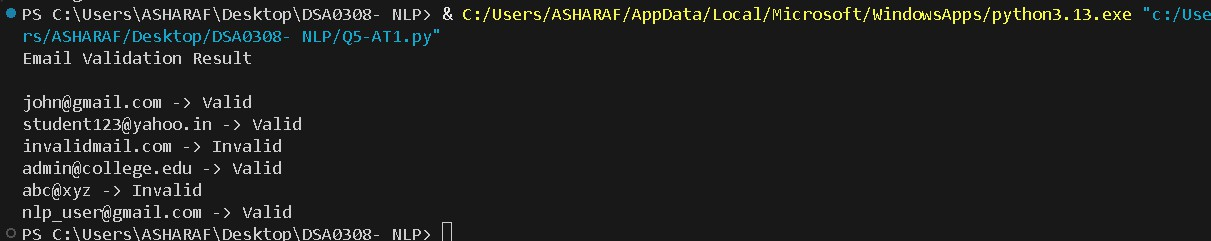 PS C:\Users\ASHARAF\Desktop\DSA0308- NLP> & C:/Users/ASHARAF/AppData/Local/Microsoft/WindowsApps/python3.13.exe "c:/Use
rs/ASHARAF/Desktop/DSA0308- NLP/Q5-AT1.py"
Email Validation Result
john@gmail.com -> Valid
student123@yahoo.in -> Valid
invalidmail.com -> Invalid
admin@college.edu -> Valid
abc@xyz -> Invalid
nlp_user@gmail.com -> Valid
PS C:\Users\ASHARAF\Desktop\DSA0308- NLP>